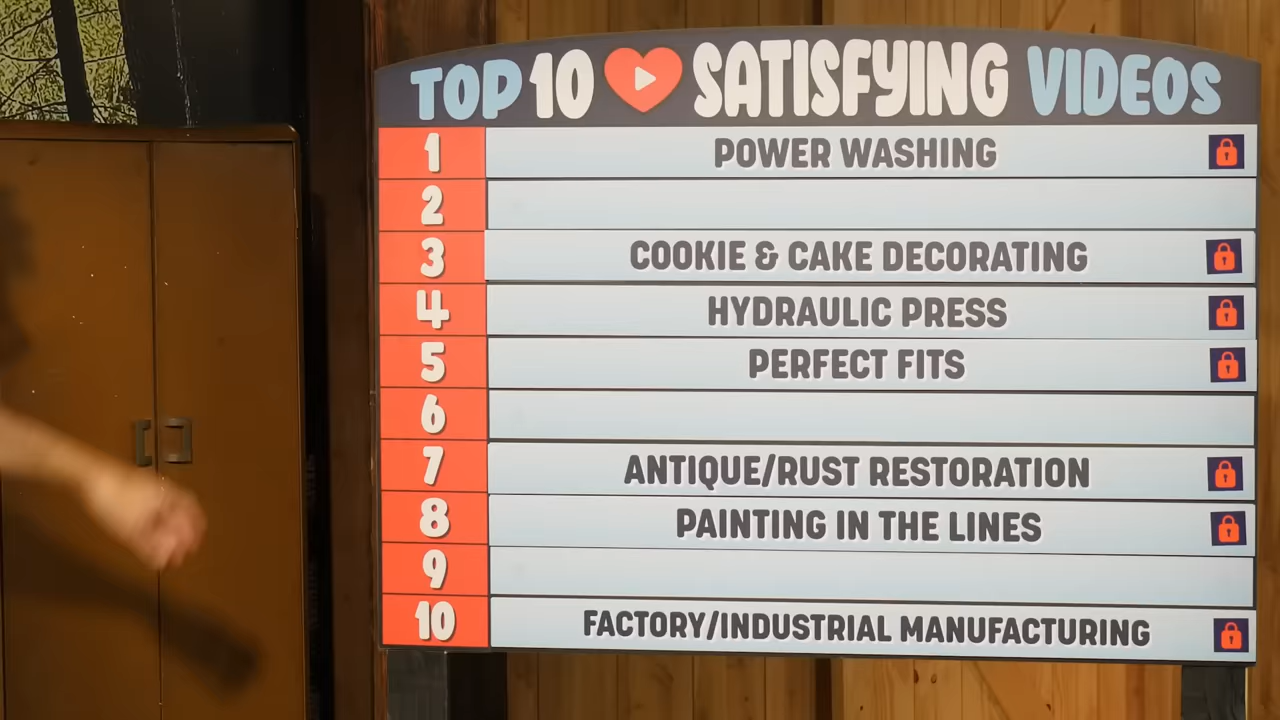 TOP 10 SATISFYING VIDEOS
1 POWER WASHING
2
3 COOKIE & CAKE DECORATING
4 HYDRAULIC PRESS
5 PERFECT FITS
6
7 ANTIQUE/RUST RESTORATION
8 PAINTING IN THE LINES
9
10 FACTORY/INDUSTRIAL MANUFACTURING